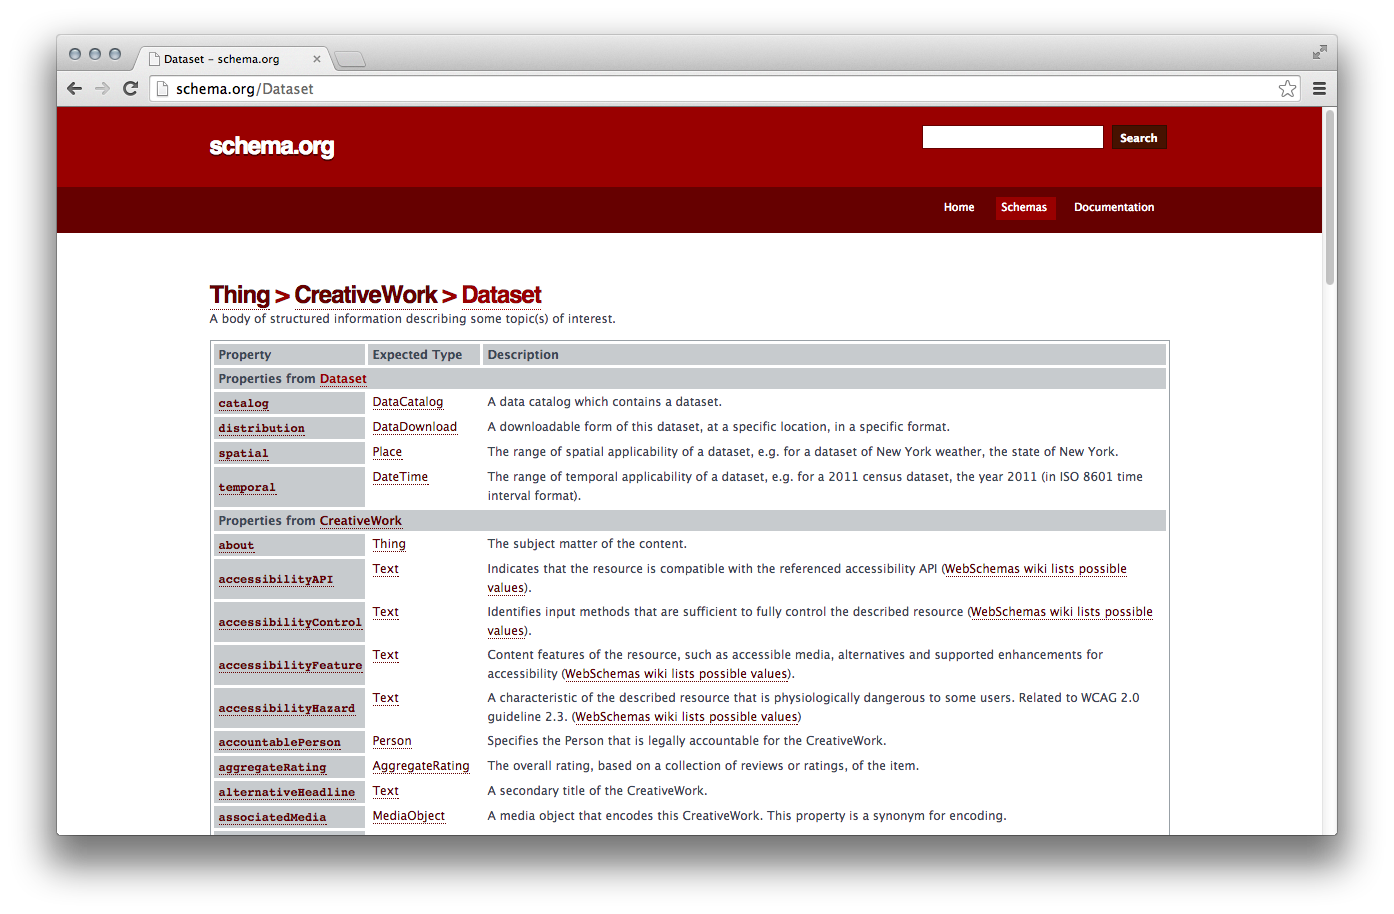 Dataset – schema.org
schema.org/Dataset
schema.org
Search
Home Schemas Documentation
Thing > CreativeWork > Dataset
A body of structured information describing some topic(s) of interest.
Property Expected Type Description
Properties from Dataset
catalog DataCatalog A data catalog which contains a dataset.
distribution DataDownload A downloadable form of this dataset, at a specific location, in a specific format.
spatial Place The range of spatial applicability of a dataset, e.g. for a dataset of New York weather, the state of New York.
temporal DateTime The range of temporal applicability of a dataset, e.g. for a 2011 census dataset, the year 2011 (in ISO 8601 time
interval format).
Properties from CreativeWork
about Thing The subject matter of the content.
accessibilityAPI Text Indicates that the resource is compatible with the referenced accessibility API (WebSchemas wiki lists possible
values).
accessibilityControl Text Identifies input methods that are sufficient to fully control the described resource (WebSchemas wiki lists possible
values).
accessibilityFeature Text Content features of the resource, such as accessible media, alternatives and supported enhancements for
accessibility (WebSchemas wiki lists possible values).
accessibilityHazard Text A characteristic of the described resource that is physiologically dangerous to some users. Related to WCAG 2.0
guideline 2.3. (WebSchemas wiki lists possible values)
accountablePerson Person Specifies the Person that is legally accountable for the CreativeWork.
aggregateRating AggregateRating The overall rating, based on a collection of reviews or ratings, of the item.
alternativeHeadline Text A secondary title of the CreativeWork.
associatedMedia MediaObject A media object that encodes this CreativeWork. This property is a synonym for encoding.